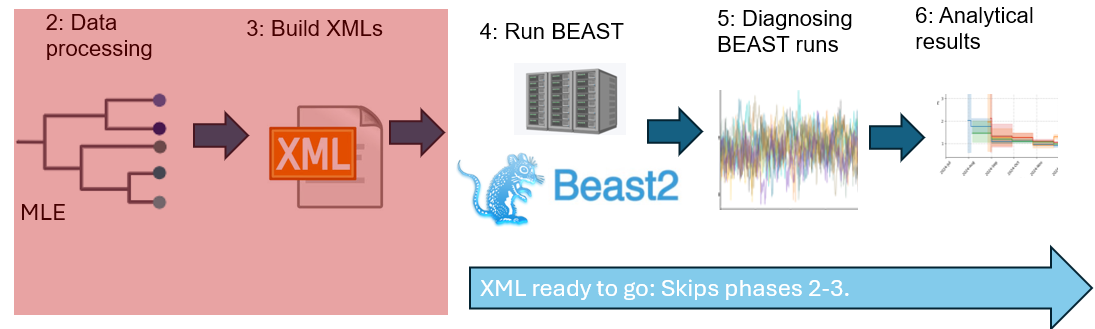 2: Data
processing
3: Build XMLs
4: Run BEAST
5: Diagnosing
BEAST runs
6: Analytical
results
MLE
XML
Beast2
XML ready to go: Skips phases 2-3.